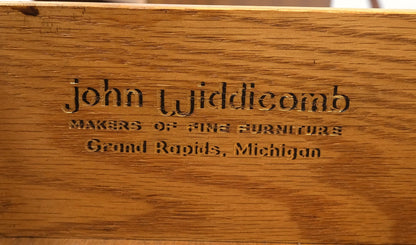 john widdicomb
MAKERS OF FINE FURNITURE
Grand Rapids, Michigan